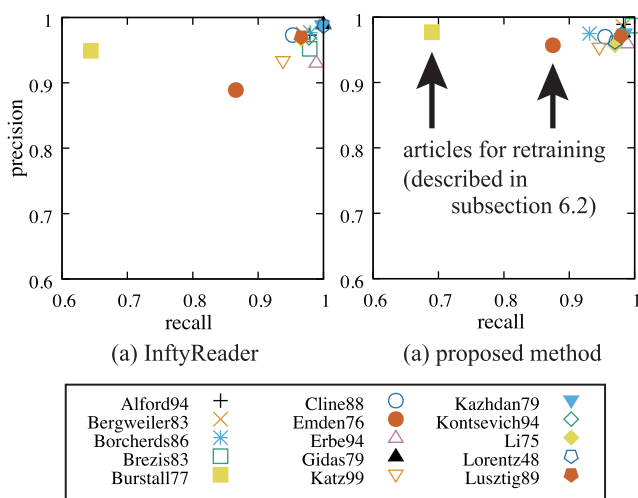 1
0.9
0.8
0.7
0.6
precision
0.6
0.7
0.8
0.9
1
recall
(a) InftyReader
1
0.9
0.8
0.7
0.6
articles for retraining
(described in
subsection 6.2)
0.6
0.7
0.8
0.9
1
recall
(a) proposed method
Alford94
Bergweiler83
Borcherds86
Brezis83
Burstall77
Cline88
Emden76
Erbe94
Gidas79
Katz99
Kazhdan79
Kontsevich94
Li75
Lorentz48
Lusztig89